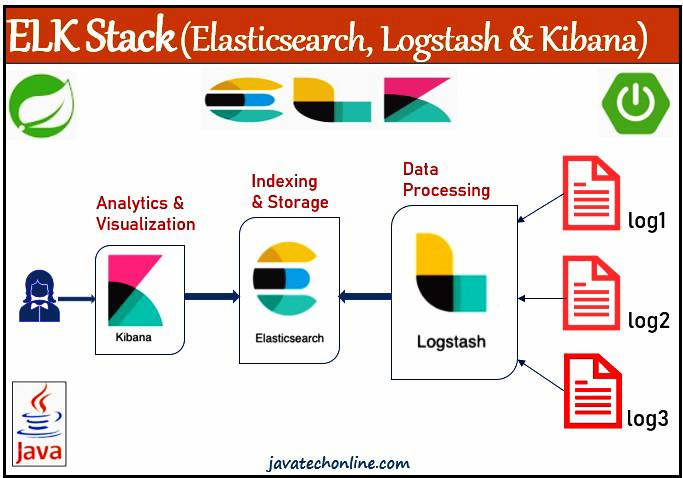 ELK Stack (Elasticsearch, Logstash & Kibana)
Data
Processing
Indexing
& Storage
Analytics &
Visualization
log1
Kibana
Elasticsearch
Logstash
log2
log3
Java
javatechonline.com